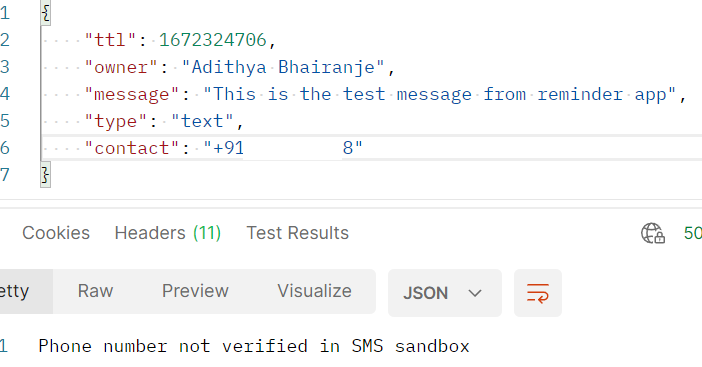 1 {
2 "ttl": 1672324706,
3 "owner": "Adithya Bhairanje",
4 "message": "This is the test message from reminder app",
5 "type": "text",
6 "contact": "+91 8"
7 }
Cookies Headers (11) Test Results 50
etty Raw Preview Visualize JSON
1 Phone number not verified in SMS sandbox